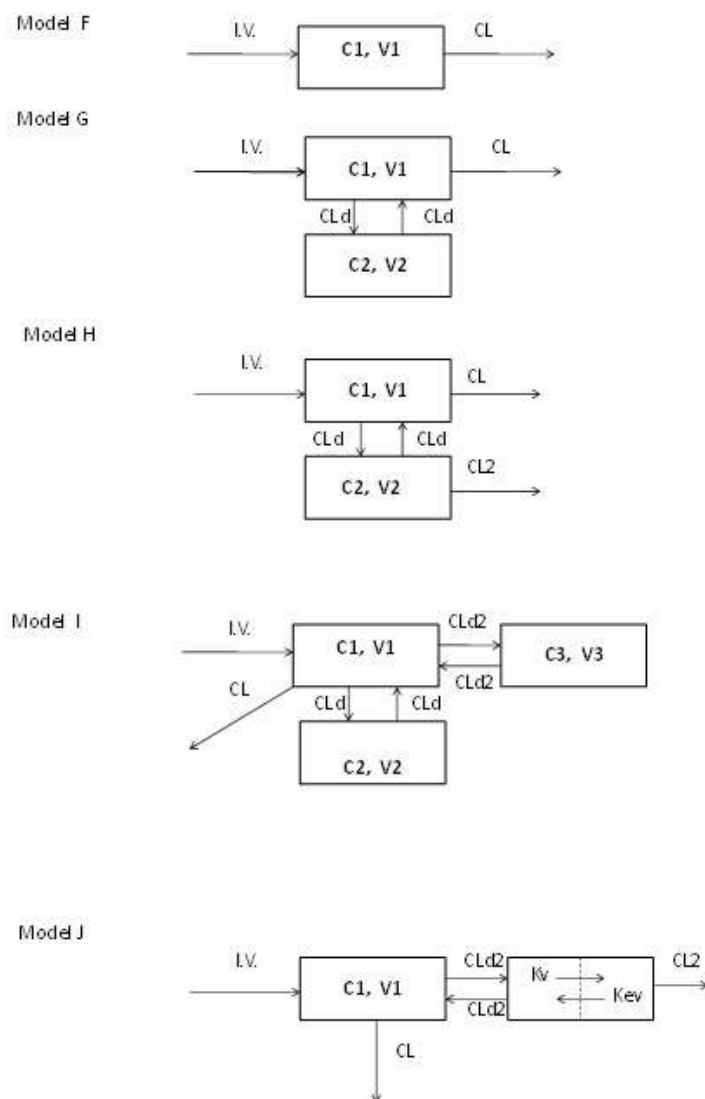 Model F
I.V.
C1, V1
CL
Model G
I.V.
C1, V1
CL
CLd
CLd
C2, V2
Model H
I.V.
C1, V1
CL
CLd
CLd
C2, V2
CL2
Model I
I.V.
C1, V1
CLd2
C3, V3
CLd2
CL
CLd
CLd
C2, V2
Model J
I.V.
C1, V1
CLd2
CLd2
Kv
Kev
CL2
CL